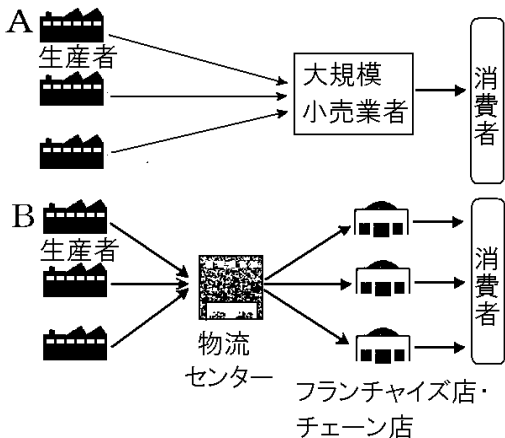 A
生産者
大規模
小売業者
消費者
B
生産者
物流
センター
フランチャイズ店・
チェーン店
消費者